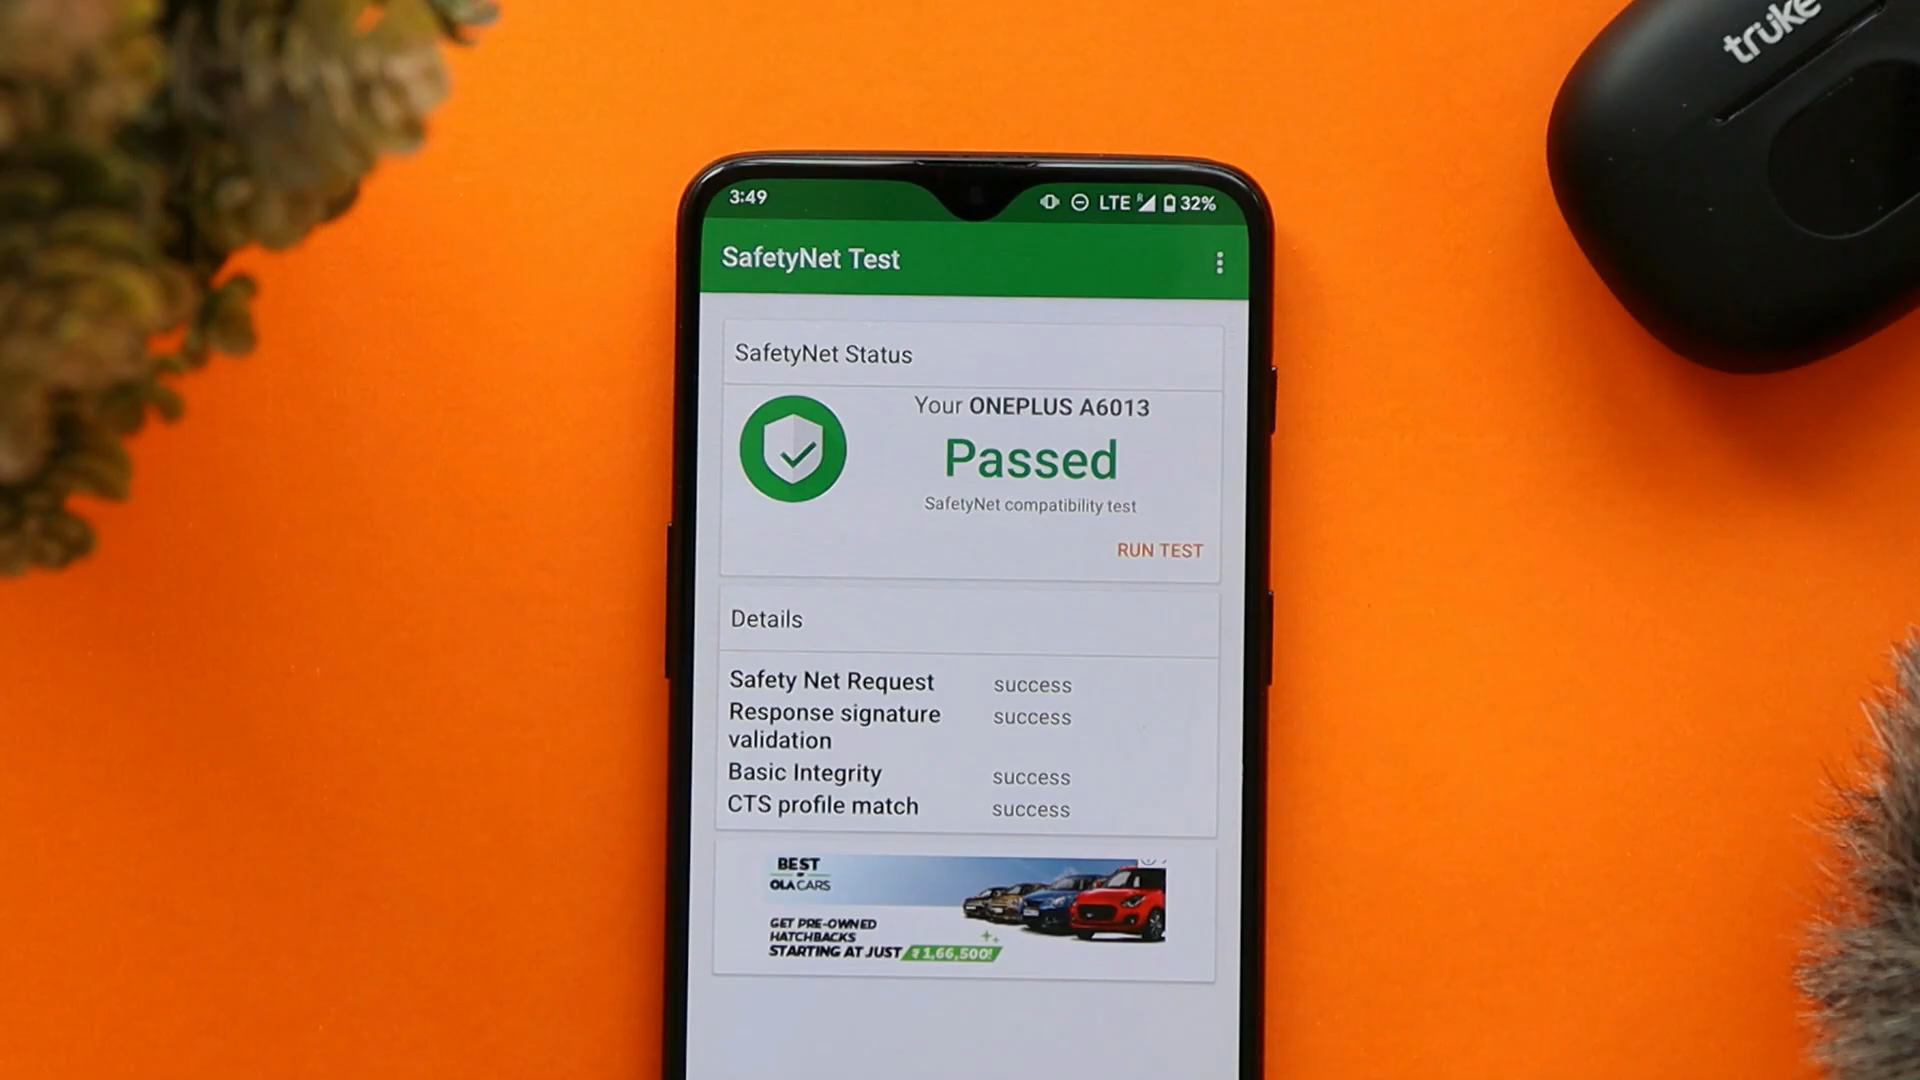 truke
3:49
LTE R 32%
SafetyNet Test
SafetyNet Status
Your ONEPLUS A6013
Passed
SafetyNet compatibility test
RUN TEST
Details
Safety Net Request success
Response signature success
validation
Basic Integrity success
CTS profile match success
BEST
OF
OLA CARS
GET PRE-OWNED
HATCHBACKS
STARTING AT JUST ₹ 1,66,500!